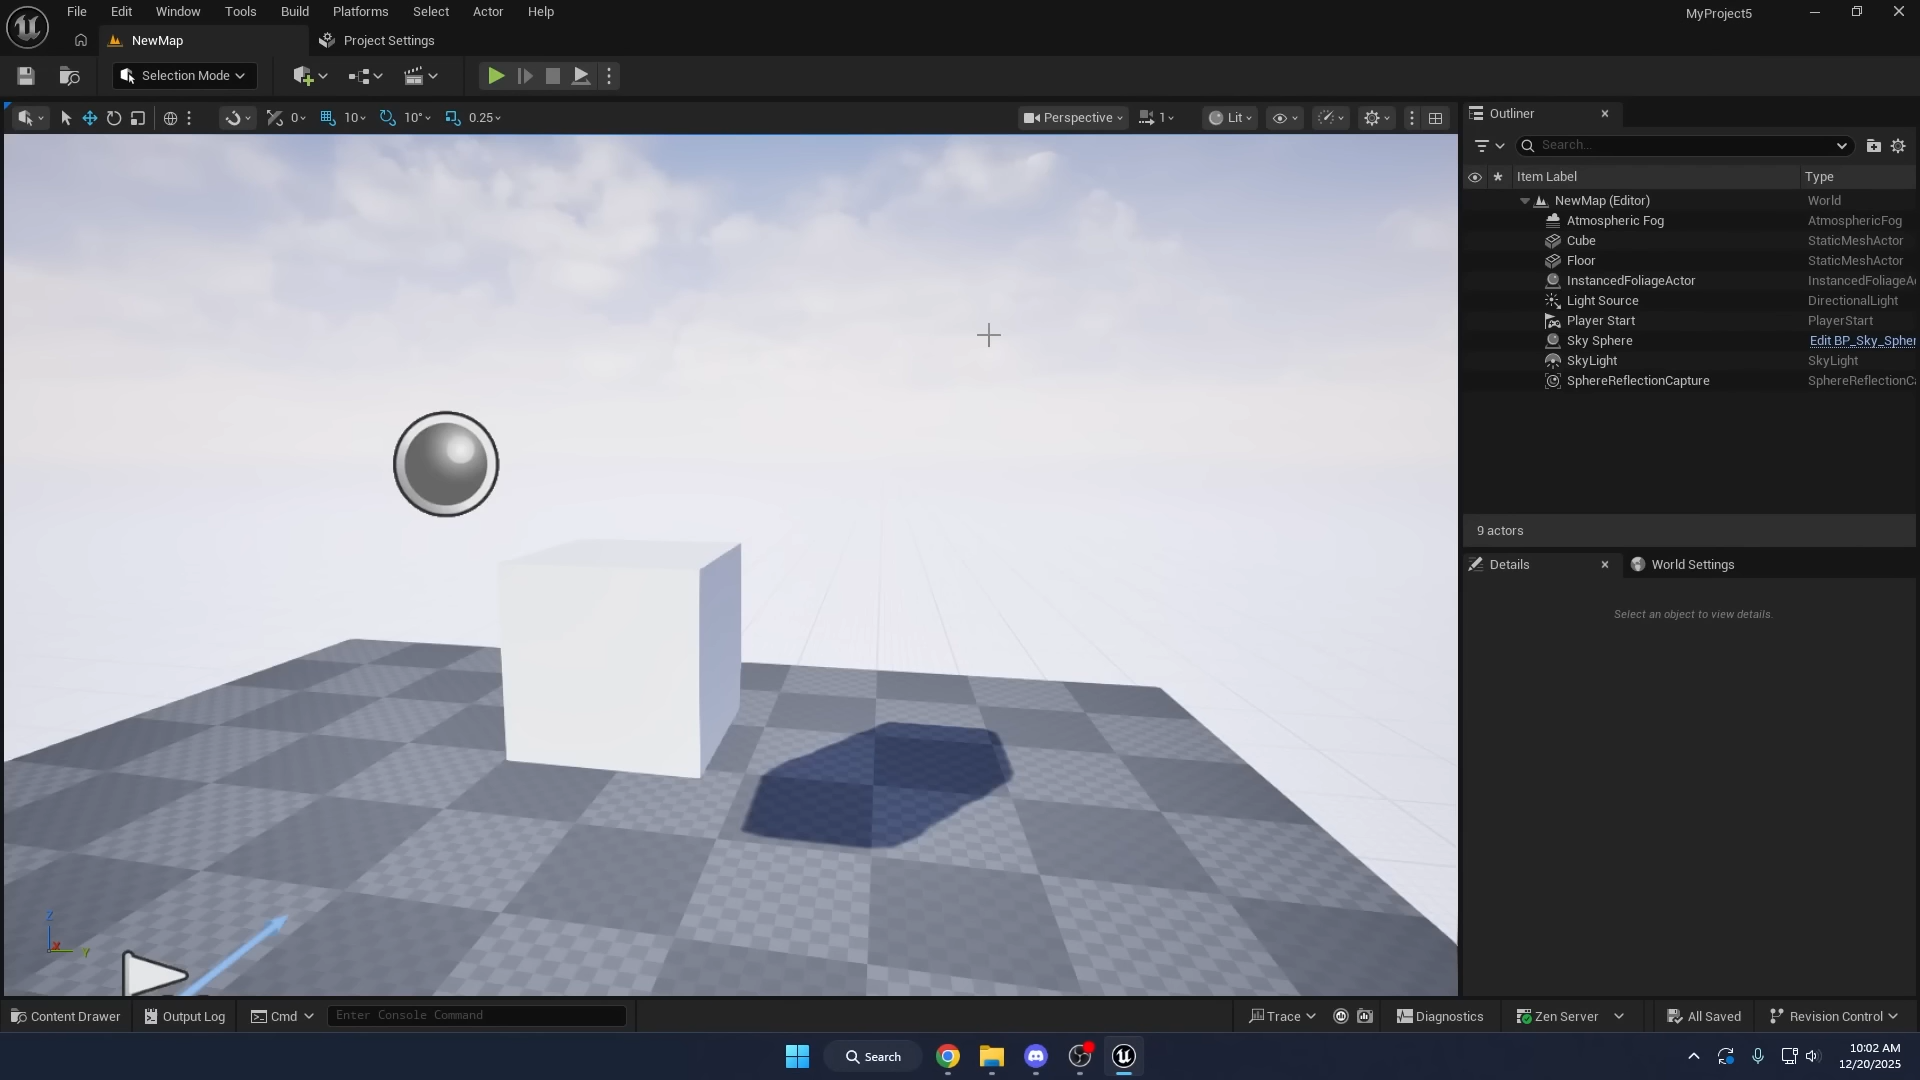 File Edit Window Tools Build Platforms Select Actor Help
MyProject5
NewMap
Project Settings
Selection Mode
0
10
10°
0.25
Perspective
1
Lit
Outliner
Search...
Item Label
Type
NewMap (Editor)
World
Atmospheric Fog
AtmosphericFog
Cube
StaticMeshActor
Floor
StaticMeshActor
InstancedFoliageActor
InstancedFoliageA
Light Source
DirectionalLight
Player Start
PlayerStart
Sky Sphere
Edit BP_Sky_Spher
SkyLight
SkyLight
SphereReflectionCapture
SphereReflectionC
9 actors
Details
World Settings
Select an object to view details.
Z
X
Y
Content Drawer
Output Log
Cmd
Enter Console Command
Trace
Diagnostics
Zen Server
All Saved
Revision Control
Search
10:02 AM
12/20/2025